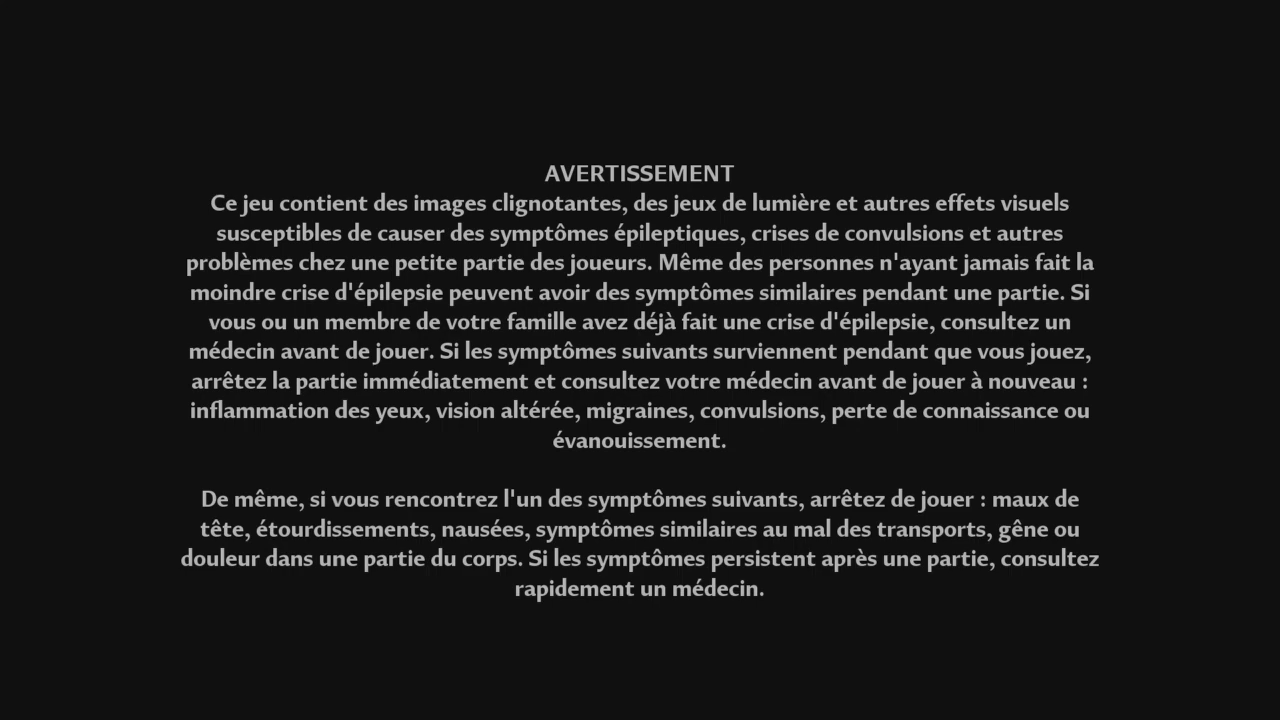 AVERTISSEMENT
Ce jeu contient des images clignotantes, des jeux de lumière et autres effets visuels
susceptibles de causer des symptômes épileptiques, crises de convulsions et autres
problèmes chez une petite partie des joueurs. Même des personnes n'ayant jamais fait la
moindre crise d'épilepsie peuvent avoir des symptômes similaires pendant une partie. Si
vous ou un membre de votre famille avez déjà fait une crise d'épilepsie, consultez un
médecin avant de jouer. Si les symptômes suivants surviennent pendant que vous jouez,
arrêtez la partie immédiatement et consultez votre médecin avant de jouer à nouveau :
inflammation des yeux, vision altérée, migraines, convulsions, perte de connaissance ou
évanouissement.
De même, si vous rencontrez l'un des symptômes suivants, arrêtez de jouer : maux de
tête, étourdissements, nausées, symptômes similaires au mal des transports, gêne ou
douleur dans une partie du corps. Si les symptômes persistent après une partie, consultez
rapidement un médecin.